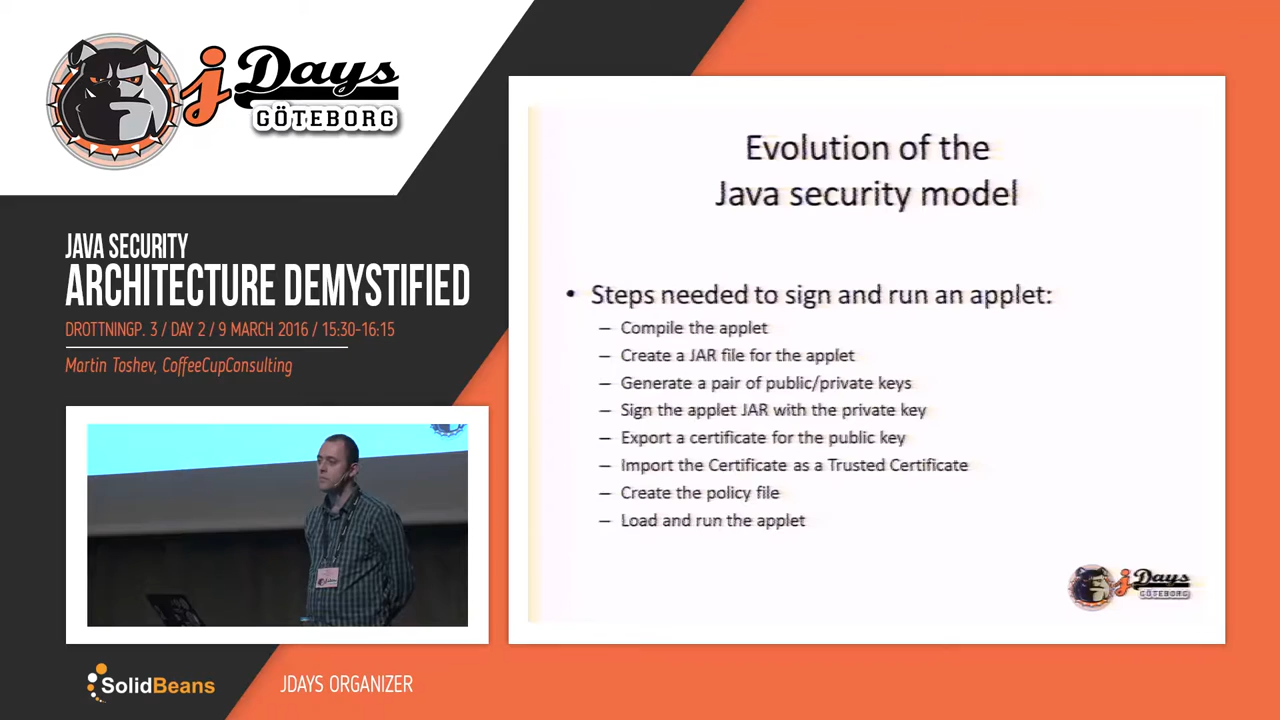 jDays
GÖTEBORG
JAVA SECURITY
ARCHITECTURE DEMYSTIFIED
DROTTNINGP. 3 / DAY 2 / 9 MARCH 2016 / 15:30-16:15
Martin Toshev, CoffeeCupConsulting
Evolution of the
Java security model
• Steps needed to sign and run an applet:
– Compile the applet
– Create a JAR file for the applet
– Generate a pair of public/private keys
– Sign the applet JAR with the private key
– Export a certificate for the public key
– Import the Certificate as a Trusted Certificate
– Create the policy file
– Load and run the applet
jDays
GÖTEBORG
SolidBeans
JDAYS ORGANIZER